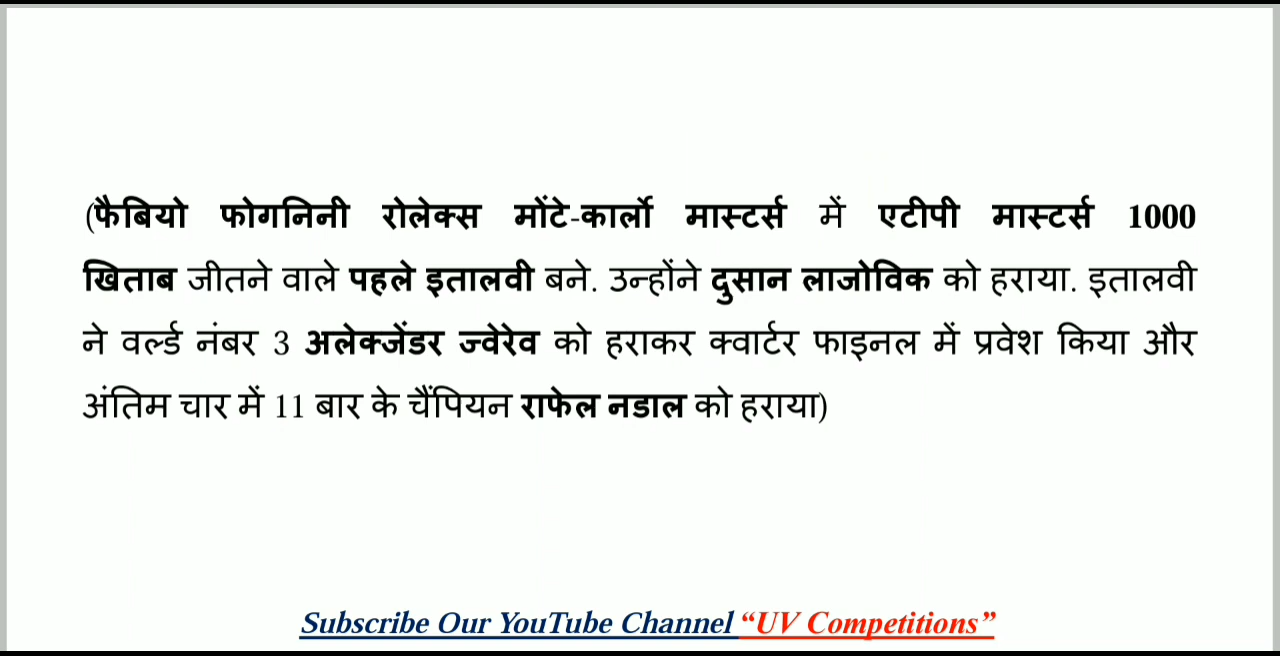 (फैबियो फोगनिनी रोलेक्स मोंटे-कार्लो मास्टर्स में एटीपी मास्टर्स 1000
खिताब जीतने वाले पहले इतालवी बने. उन्होंने दुसान लाजोविक को हराया. इतालवी
ने वर्ल्ड नंबर 3 अलेक्जेंडर ज्वेरेव को हराकर क्वार्टर फाइनल में प्रवेश किया और
अंतिम चार में 11 बार के चैंपियन राफेल नडाल को हराया)
Subscribe Our YouTube Channel “UV Competitions”